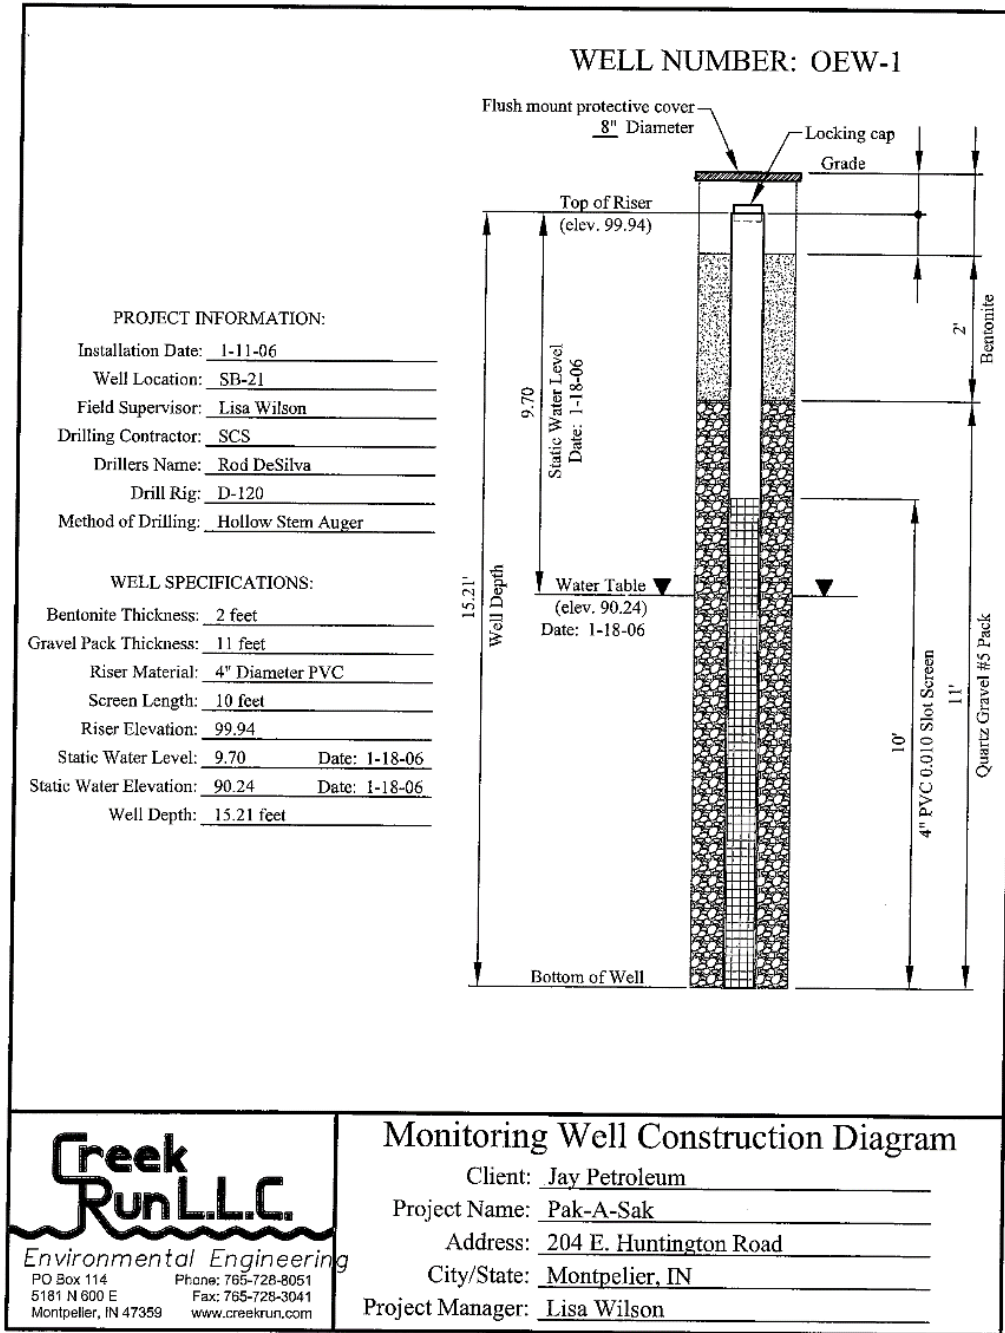 WELL NUMBER: OEW-1
Flush mount protective cover
8" Diameter
Locking cap
Grade
Top of Riser
(elev. 99.94)
PROJECT INFORMATION:
Installation Date: 1-11-06
Well Location: SB-21
Field Supervisor: Lisa Wilson
Drilling Contractor: SCS
Drillers Name: Rod DeSilva
Drill Rig: D-120
Method of Drilling: Hollow Stem Auger
WELL SPECIFICATIONS:
Bentonite Thickness: 2 feet
Gravel Pack Thickness: 11 feet
Riser Material: 4" Diameter PVC
Screen Length: 10 feet
Riser Elevation: 99.94
Static Water Level: 9.70 Date: 1-18-06
Static Water Elevation: 90.24 Date: 1-18-06
Well Depth: 15.21 feet
15.21'
Well Depth
9.70
Static Water Level
Date: 1-18-06
Water Table
(elev. 90.24)
Date: 1-18-06
Bottom of Well
2'
Bentonite
10'
4" PVC 0.010 Slot Screen
11'
Quartz Gravel #5 Pack
Creek
Run L.L.C.
Environmental Engineering
PO Box 114 Phone: 765-728-8051
5181 N 600 E Fax: 765-728-3041
Montpelier, IN 47359 www.creekrun.com
Monitoring Well Construction Diagram
Client: Jay Petroleum
Project Name: Pak-A-Sak
Address: 204 E. Huntington Road
City/State: Montpelier, IN
Project Manager: Lisa Wilson